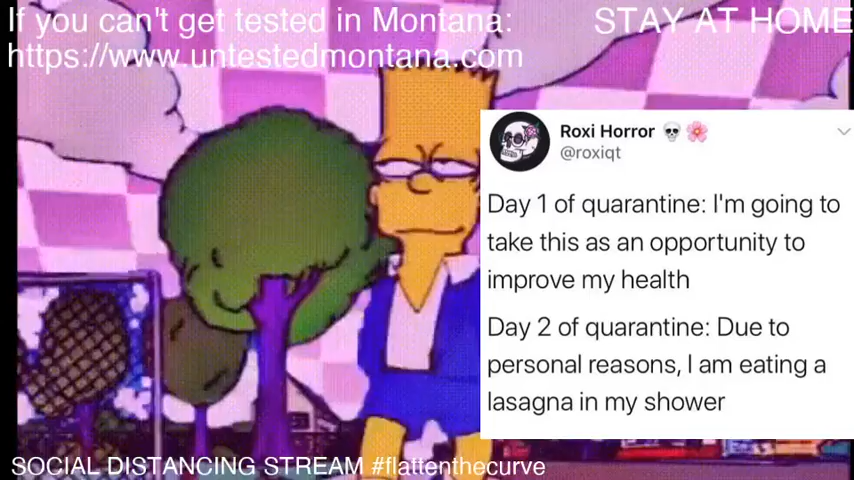 If you can't get tested in Montana:
https://www.untestedmontana.com
STAY AT HOME
Roxi Horror 💀🌸
@roxiqt
Day 1 of quarantine: I'm going to
take this as an opportunity to
improve my health
Day 2 of quarantine: Due to
personal reasons, I am eating a
lasagna in my shower
SOCIAL DISTANCING STREAM #flattenthecurve